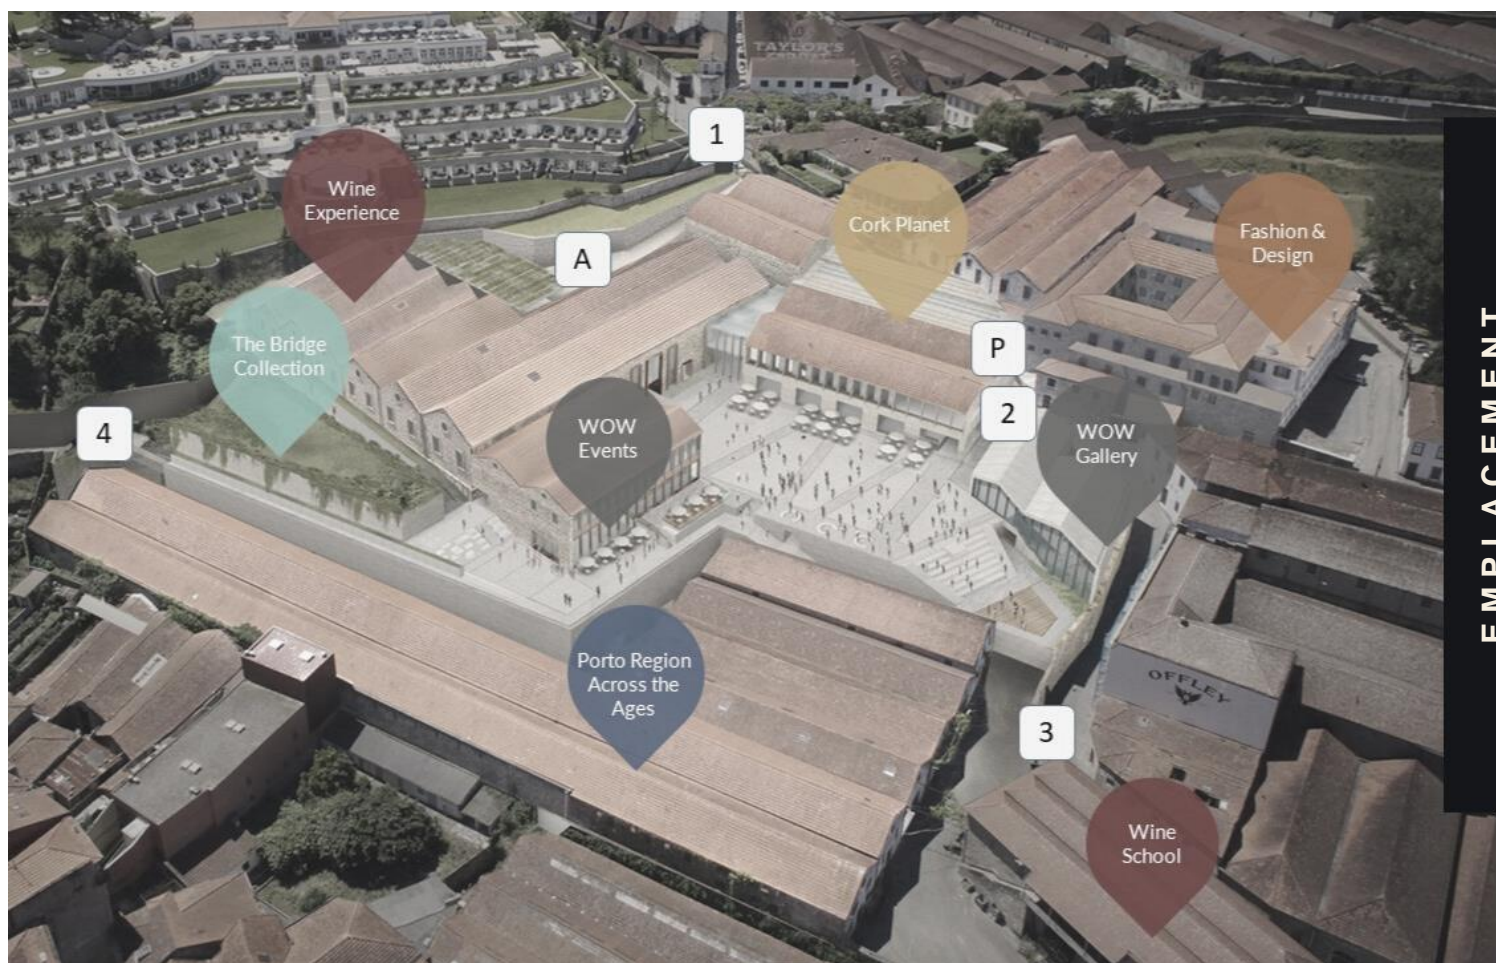 TAYLOR'S
1
Wine
Experience
Cork Planet
Fashion &
Design
A
The Bridge
Collection
P
2
4
WOW
Events
WOW
Gallery
Porto Region
Across the
Ages
OFFLEY
3
Wine
School
EMPLACEMENT